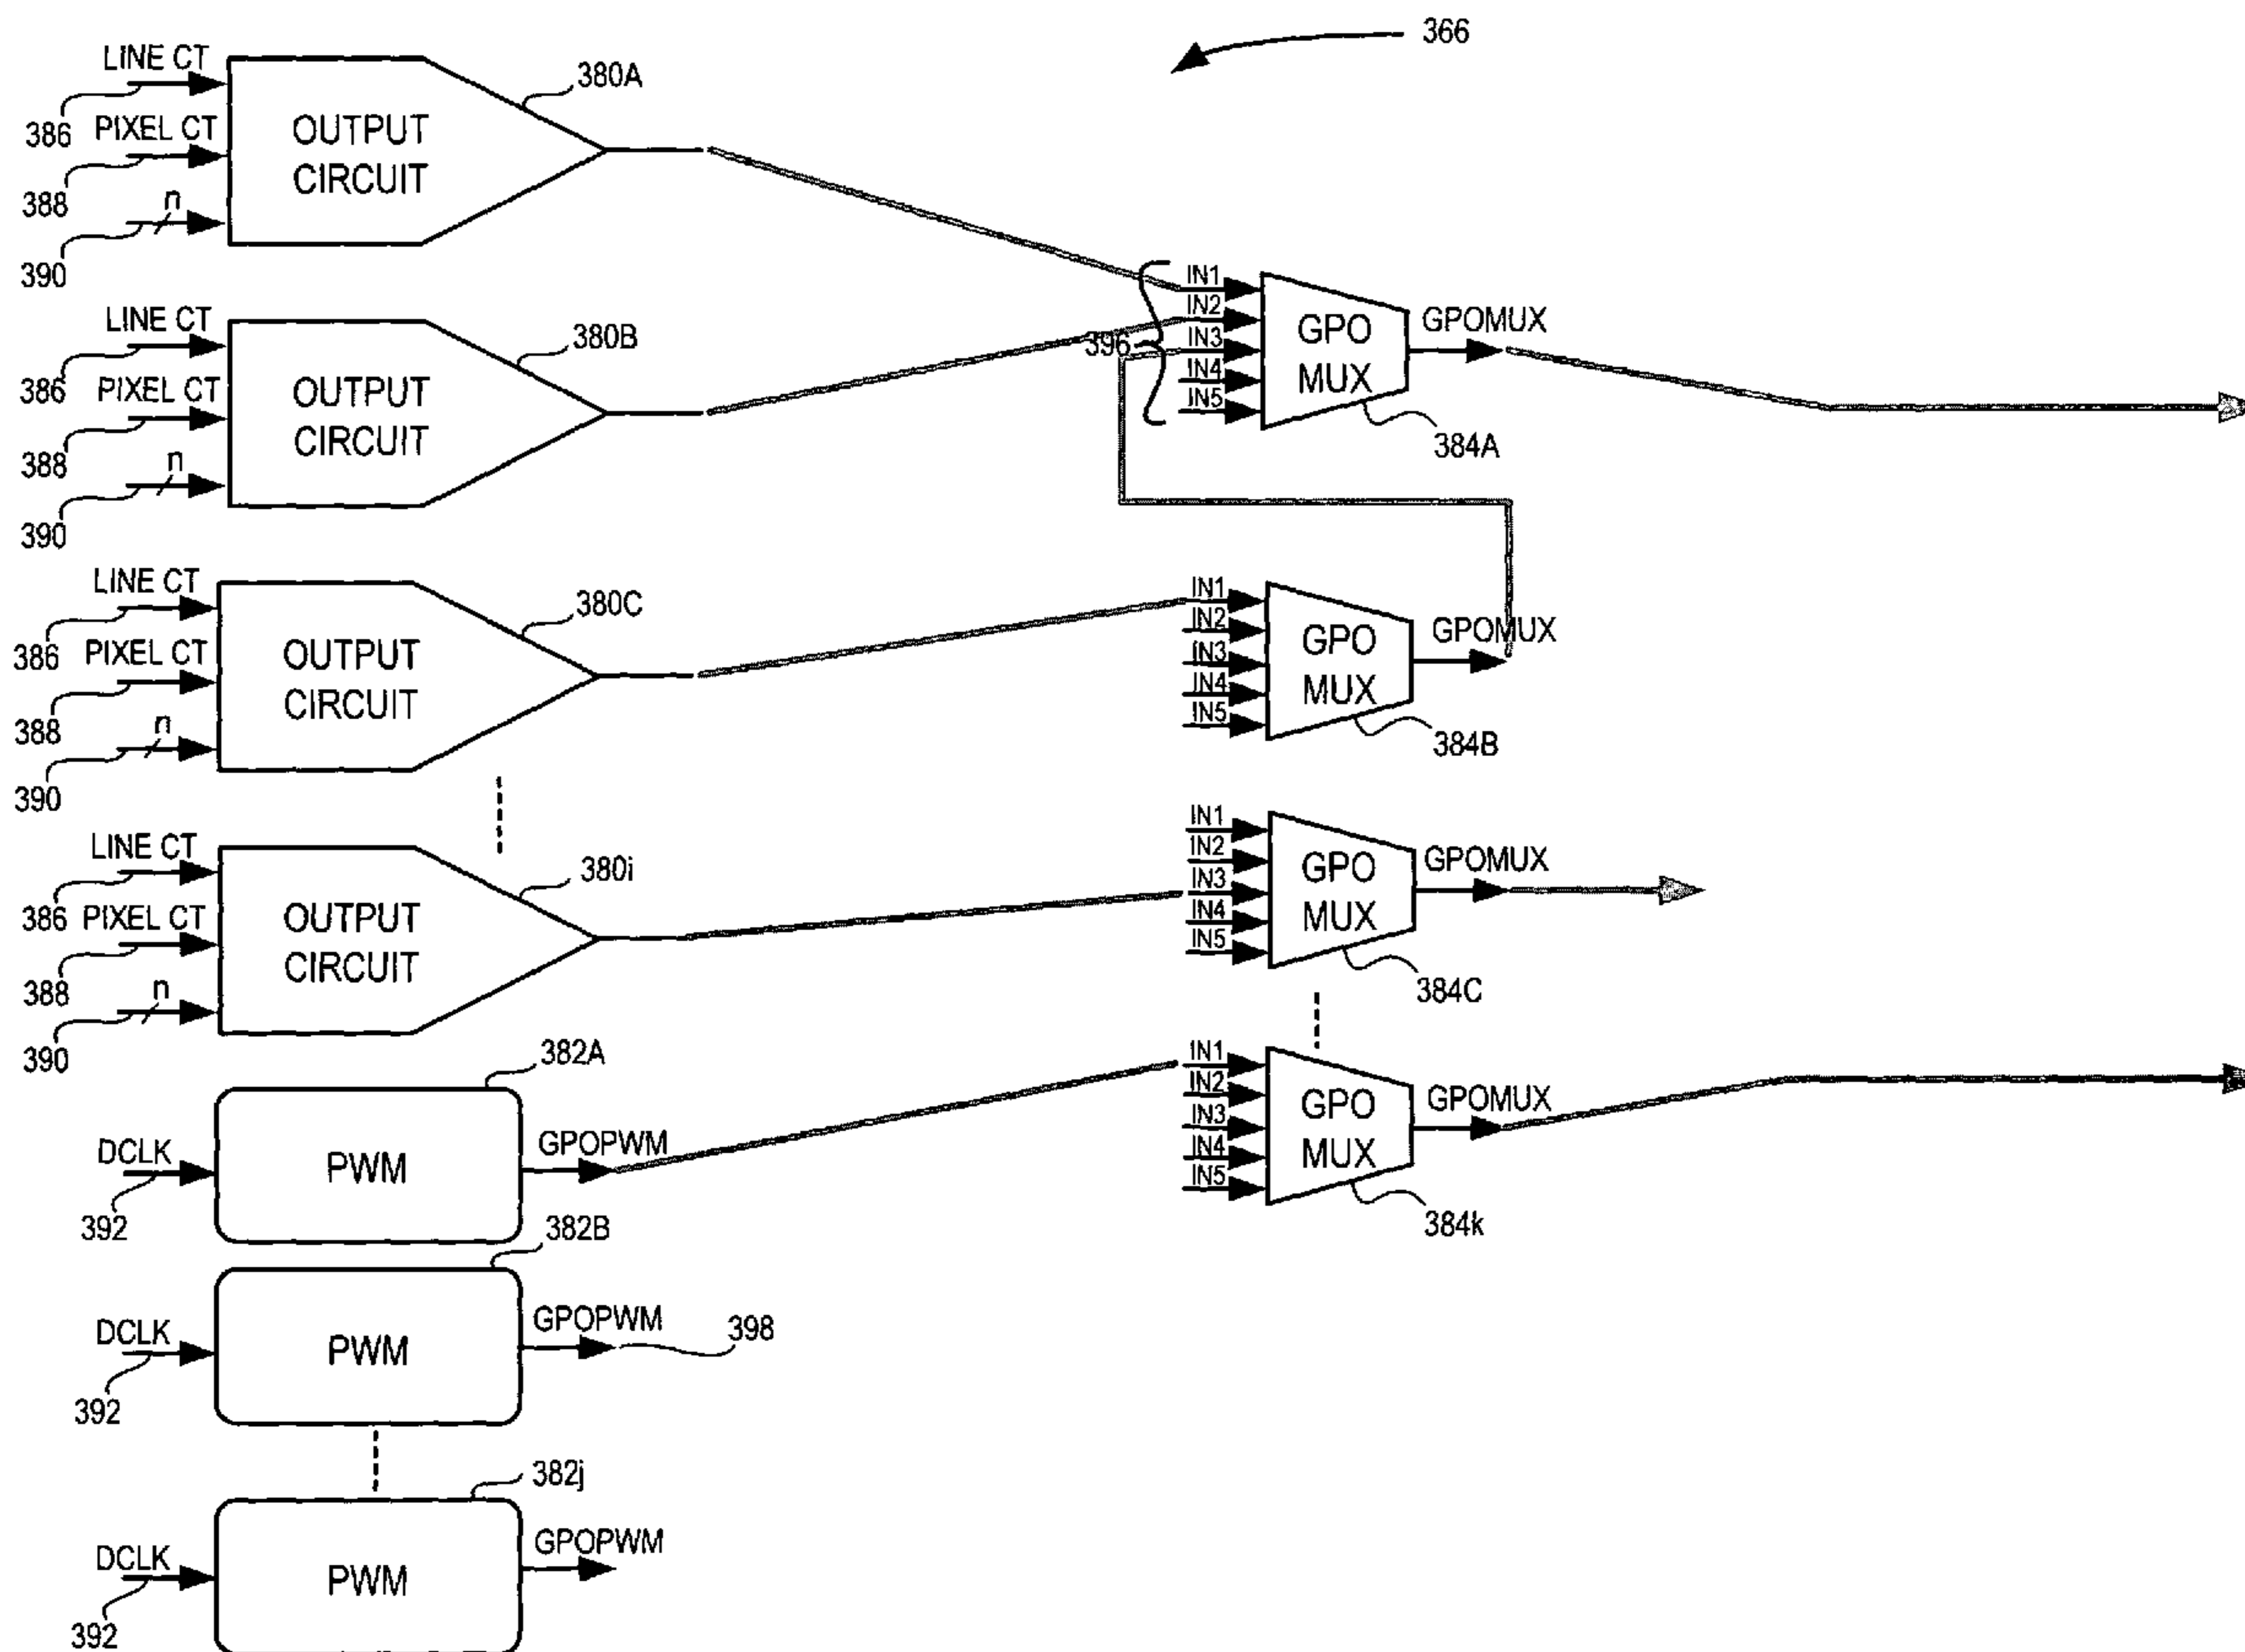 366
LINE CT
386
PIXEL CT
388
n
390
OUTPUT
CIRCUIT
380A
LINE CT
386
PIXEL CT
388
n
390
OUTPUT
CIRCUIT
380B
396
IN1
IN2
IN3
IN4
IN5
GPO
MUX
GPOMUX
384A
LINE CT
386
PIXEL CT
388
n
390
OUTPUT
CIRCUIT
380C
IN1
IN2
IN3
IN4
IN5
GPO
MUX
GPOMUX
384B
LINE CT
386
PIXEL CT
388
n
390
OUTPUT
CIRCUIT
380i
IN1
IN2
IN3
IN4
IN5
GPO
MUX
GPOMUX
384C
382A
DCLK
392
PWM
GPOPWM
IN1
IN2
IN3
IN4
IN5
GPO
MUX
GPOMUX
384k
382B
DCLK
392
PWM
GPOPWM
398
382j
DCLK
392
PWM
GPOPWM